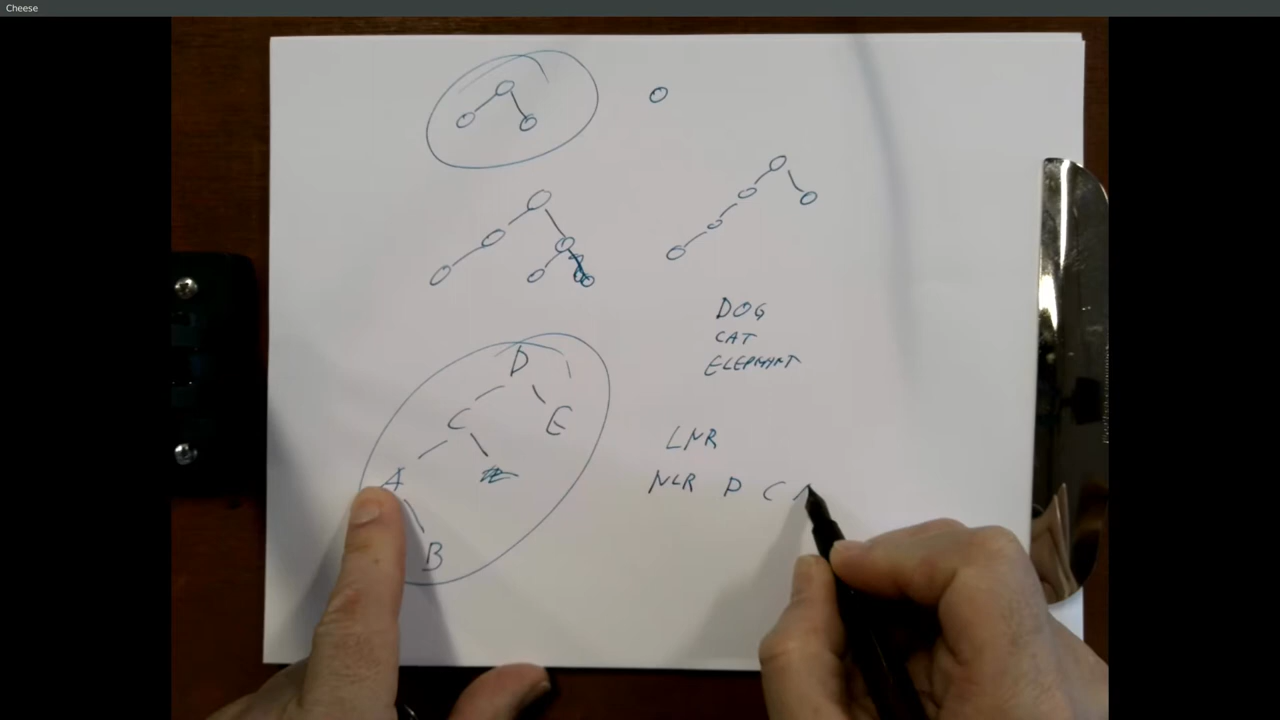 Cheese
DOG
CAT
ELEPHANT
D
C E
A
B
LNR
NLR D C A